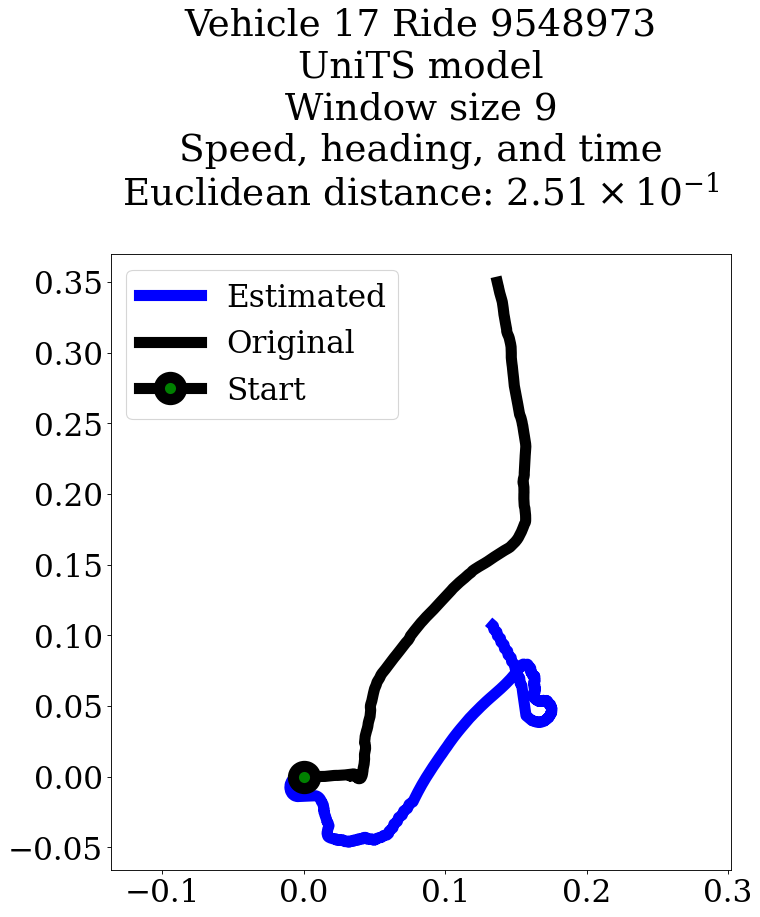 Vehicle 17 Ride 9548973
UniTS model
Window size 9
Speed, heading, and time
Euclidean distance: 2.51 × 10⁻¹
Estimated
Original
Start
0.35
0.30
0.25
0.20
0.15
0.10
0.05
0.00
−0.05
−0.1 0.0 0.1 0.2 0.3